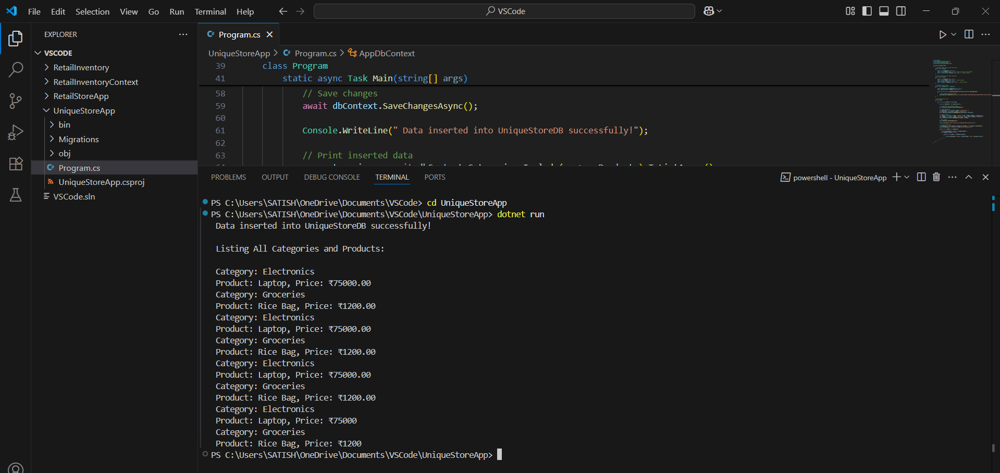 File Edit Selection View Go Run Terminal Help
VSCode
EXPLORER
VSCODE
RetailInventory
RetailInventoryContext
RetailStoreApp
UniqueStoreApp
bin
Migrations
obj
Program.cs
UniqueStoreApp.csproj
VSCode.sln
Program.cs
UniqueStoreApp > Program.cs > AppDbContext
39 class Program
41 static async Task Main(string[] args)
58 // Save changes
59 await dbContext.SaveChangesAsync();
60
61 Console.WriteLine(" Data inserted into UniqueStoreDB successfully!");
62
63 // Print inserted data
PROBLEMS OUTPUT DEBUG CONSOLE TERMINAL PORTS
powershell - UniqueStoreApp
PS C:\Users\SATISH\OneDrive\Documents\VSCode> cd UniqueStoreApp
PS C:\Users\SATISH\OneDrive\Documents\VSCode\UniqueStoreApp> dotnet run
Data inserted into UniqueStoreDB successfully!
Listing All Categories and Products:
Category: Electronics
Product: Laptop, Price: ₹75000.00
Category: Groceries
Product: Rice Bag, Price: ₹1200.00
Category: Electronics
Product: Laptop, Price: ₹75000.00
Category: Groceries
Product: Rice Bag, Price: ₹1200.00
Category: Electronics
Product: Laptop, Price: ₹75000.00
Category: Groceries
Product: Rice Bag, Price: ₹1200.00
Category: Electronics
Product: Laptop, Price: ₹75000
Category: Groceries
Product: Rice Bag, Price: ₹1200
PS C:\Users\SATISH\OneDrive\Documents\VSCode\UniqueStoreApp>